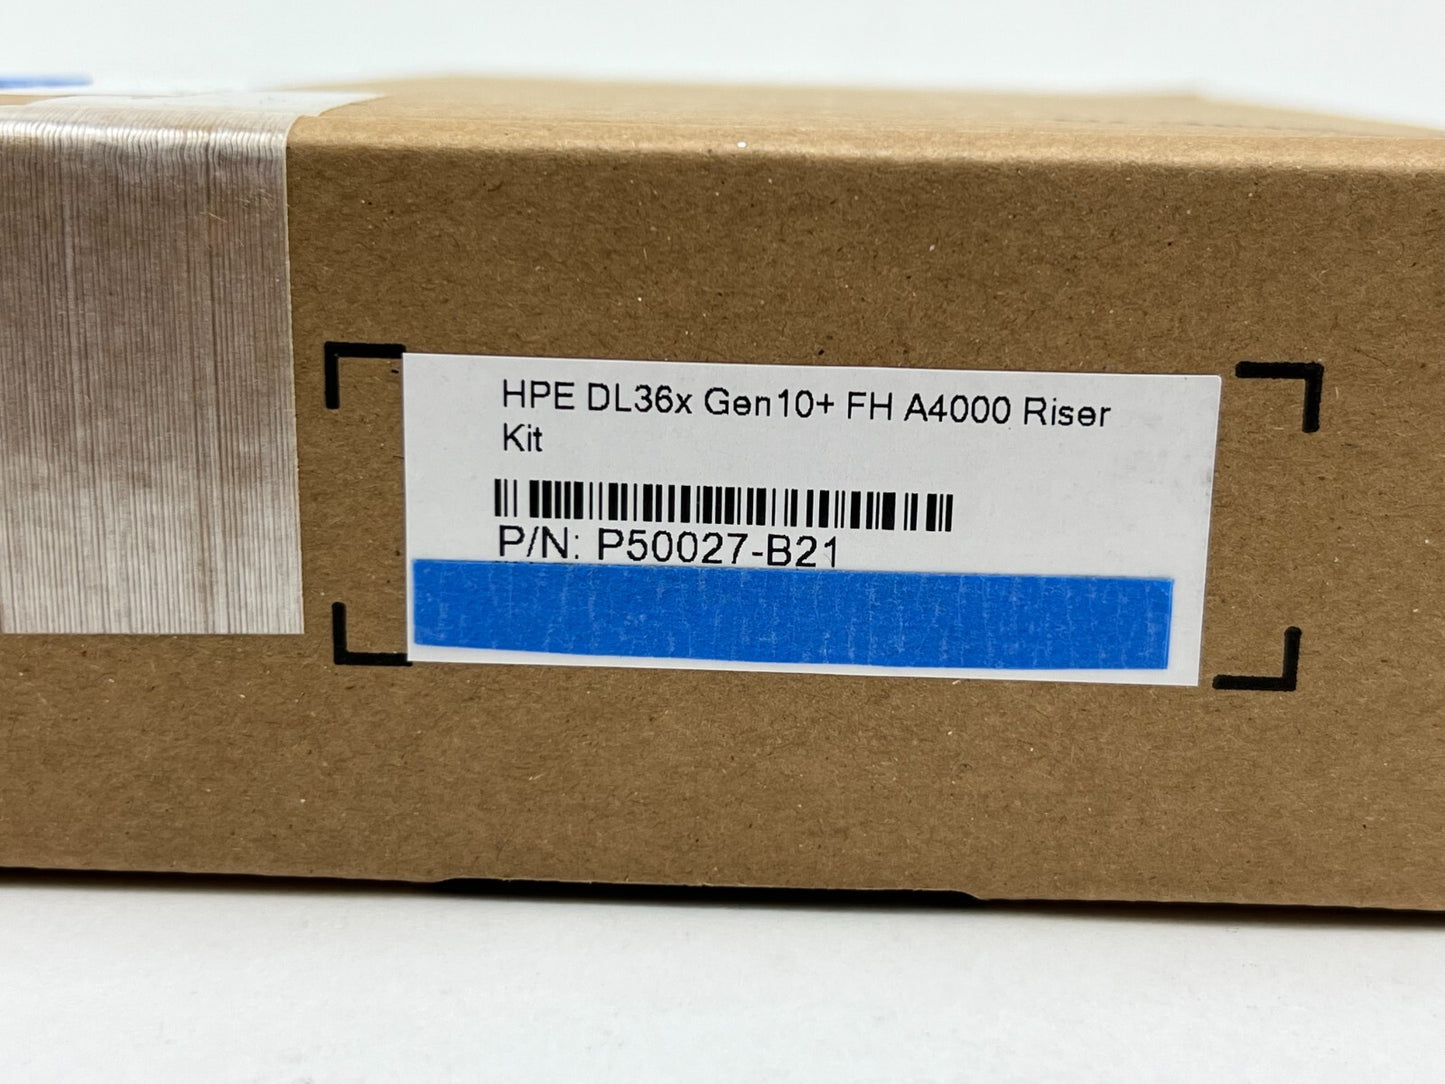 HPE DL36x Gen10+ FH A4000 Riser
Kit
P/N: P50027-B21